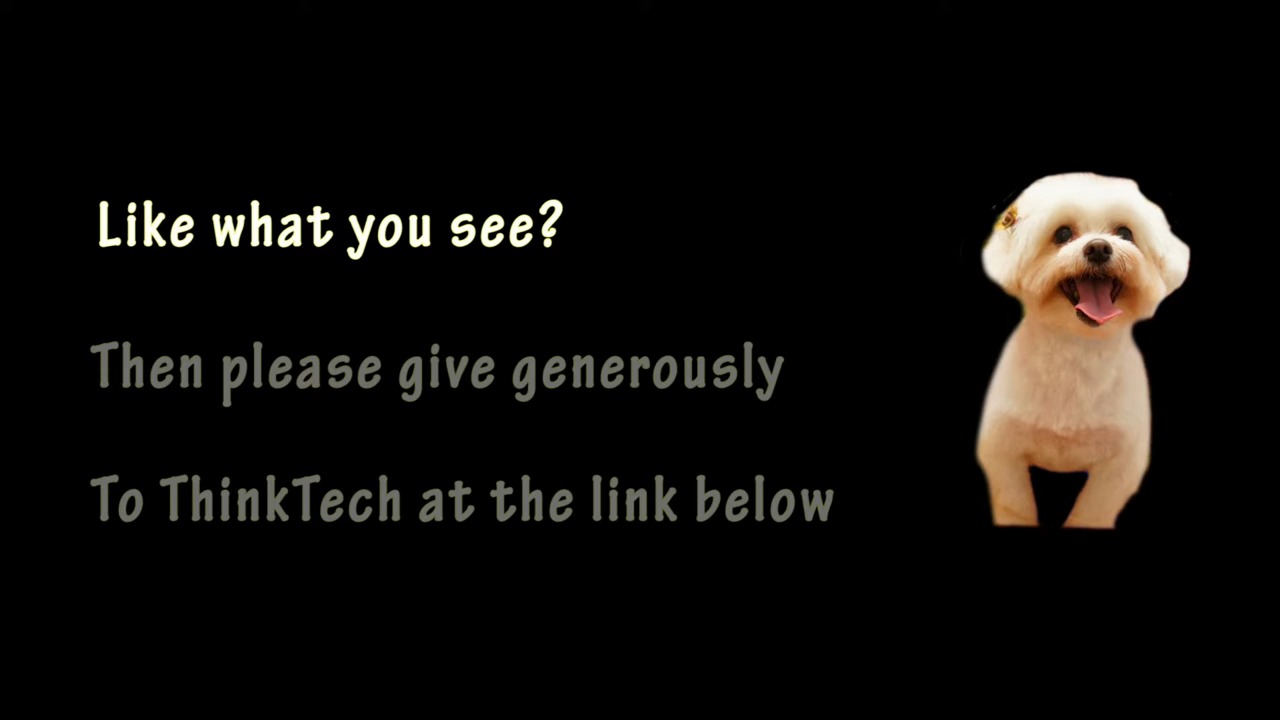 Like what you see?
Then please give generously
To ThinkTech at the link below